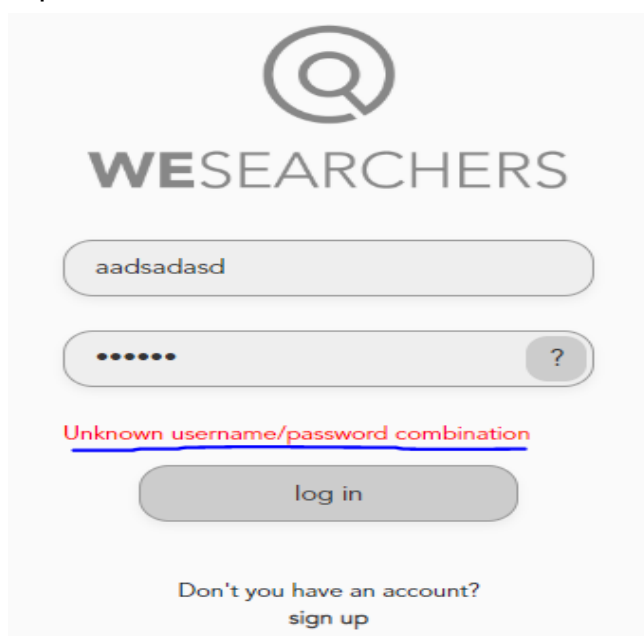 WESEARCHERS
aadsadasd
••••••
?
Unknown username/password combination
log in
Don't you have an account?
sign up